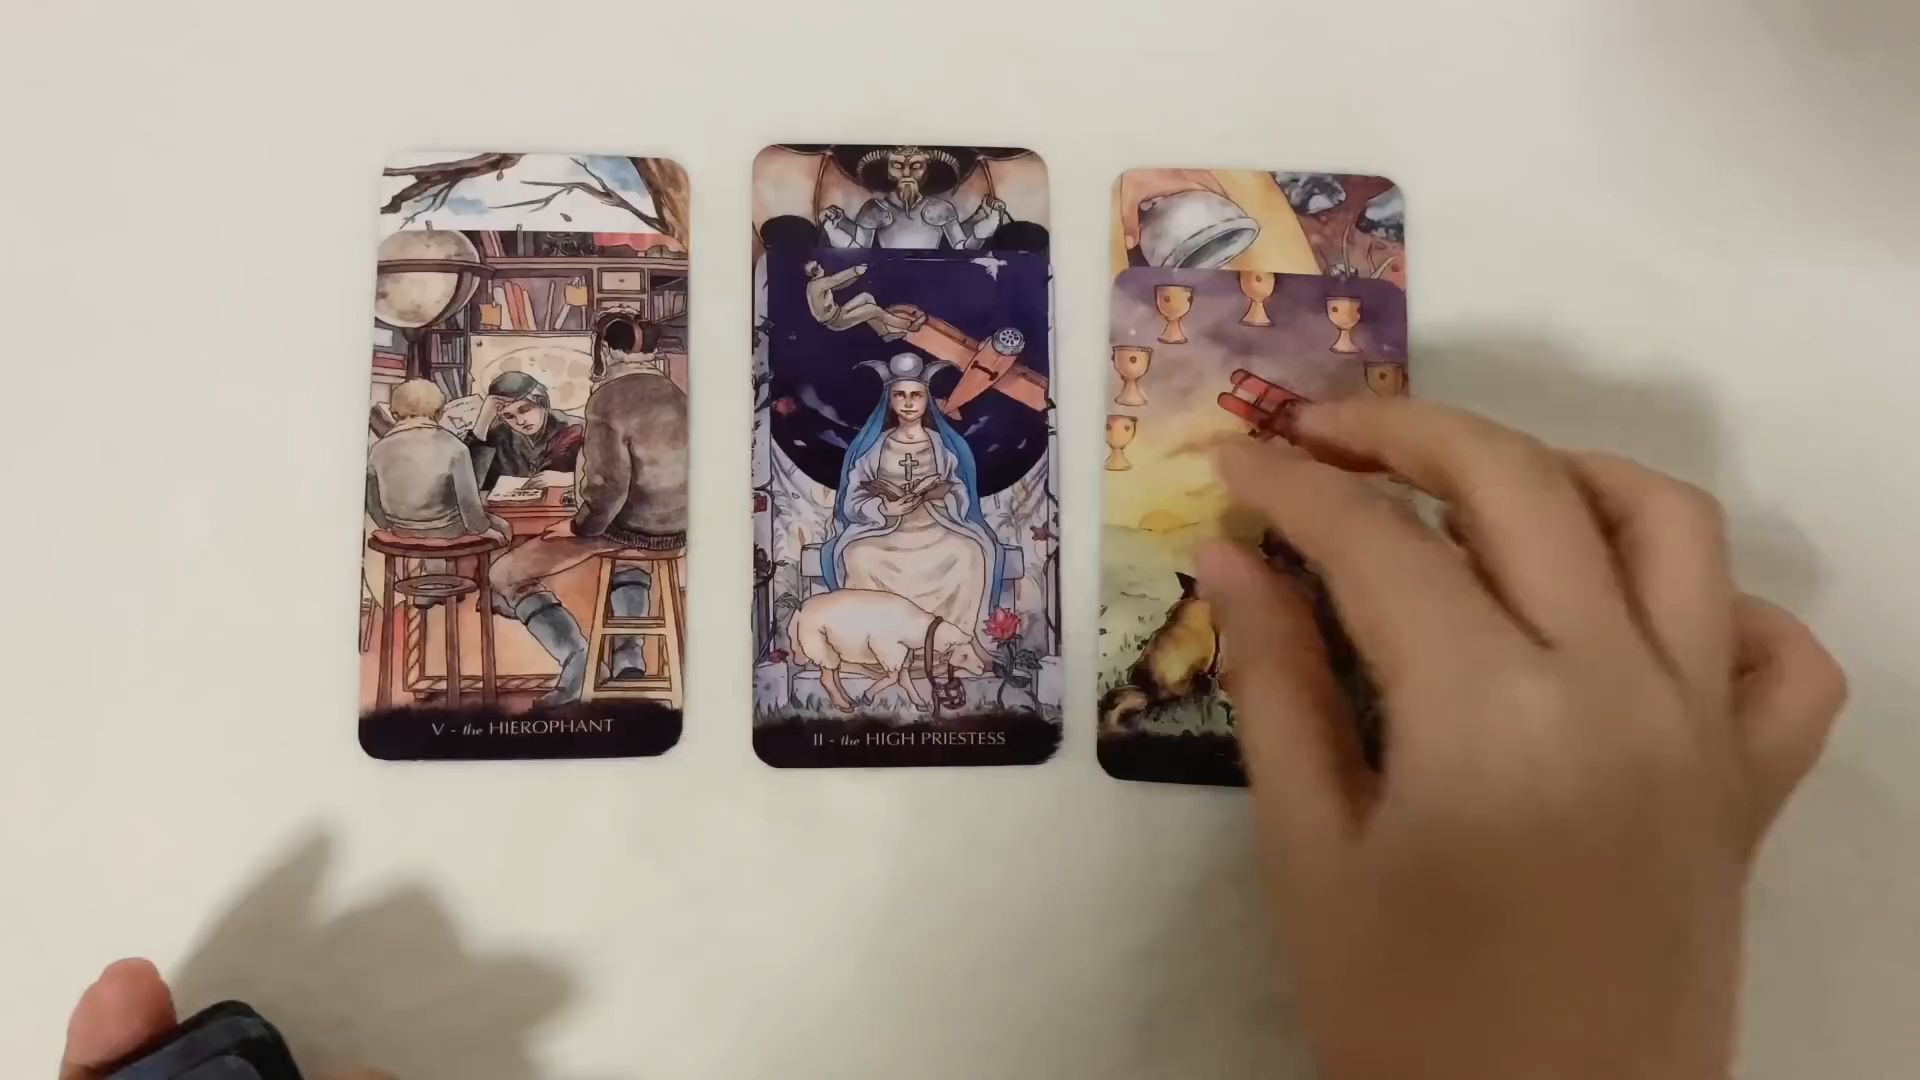 V - the HIEROPHANT
II - the HIGH PRIESTESS